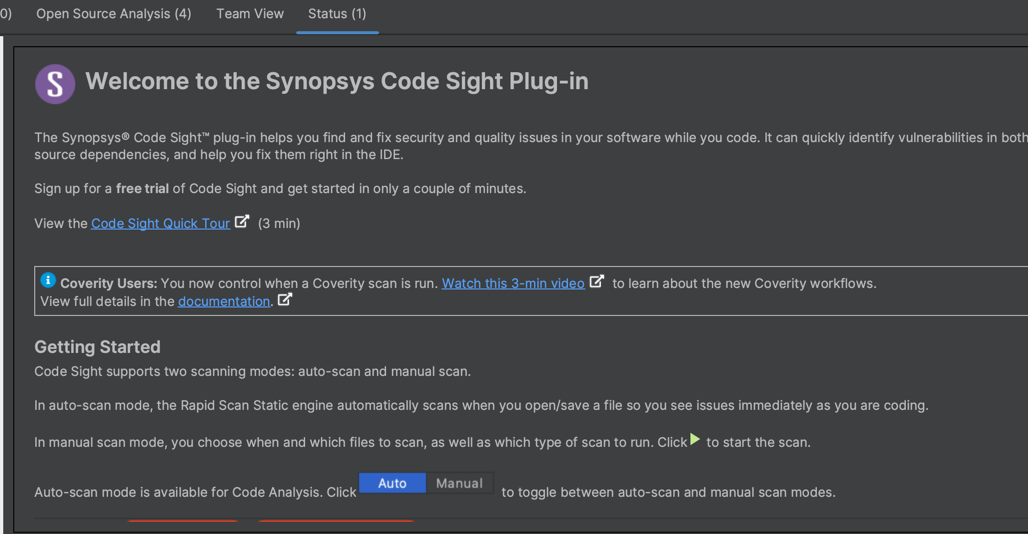 0) Open Source Analysis (4) Team View Status (1)
S Welcome to the Synopsys Code Sight Plug-in
The Synopsys® Code Sight™ plug-in helps you find and fix security and quality issues in your software while you code. It can quickly identify vulnerabilities in both
source dependencies, and help you fix them right in the IDE.
Sign up for a free trial of Code Sight and get started in only a couple of minutes.
View the Code Sight Quick Tour (3 min)
Coverity Users: You now control when a Coverity scan is run. Watch this 3-min video to learn about the new Coverity workflows.
View full details in the documentation.
Getting Started
Code Sight supports two scanning modes: auto-scan and manual scan.
In auto-scan mode, the Rapid Scan Static engine automatically scans when you open/save a file so you see issues immediately as you are coding.
In manual scan mode, you choose when and which files to scan, as well as which type of scan to run. Click to start the scan.
Auto-scan mode is available for Code Analysis. Click Auto Manual to toggle between auto-scan and manual scan modes.